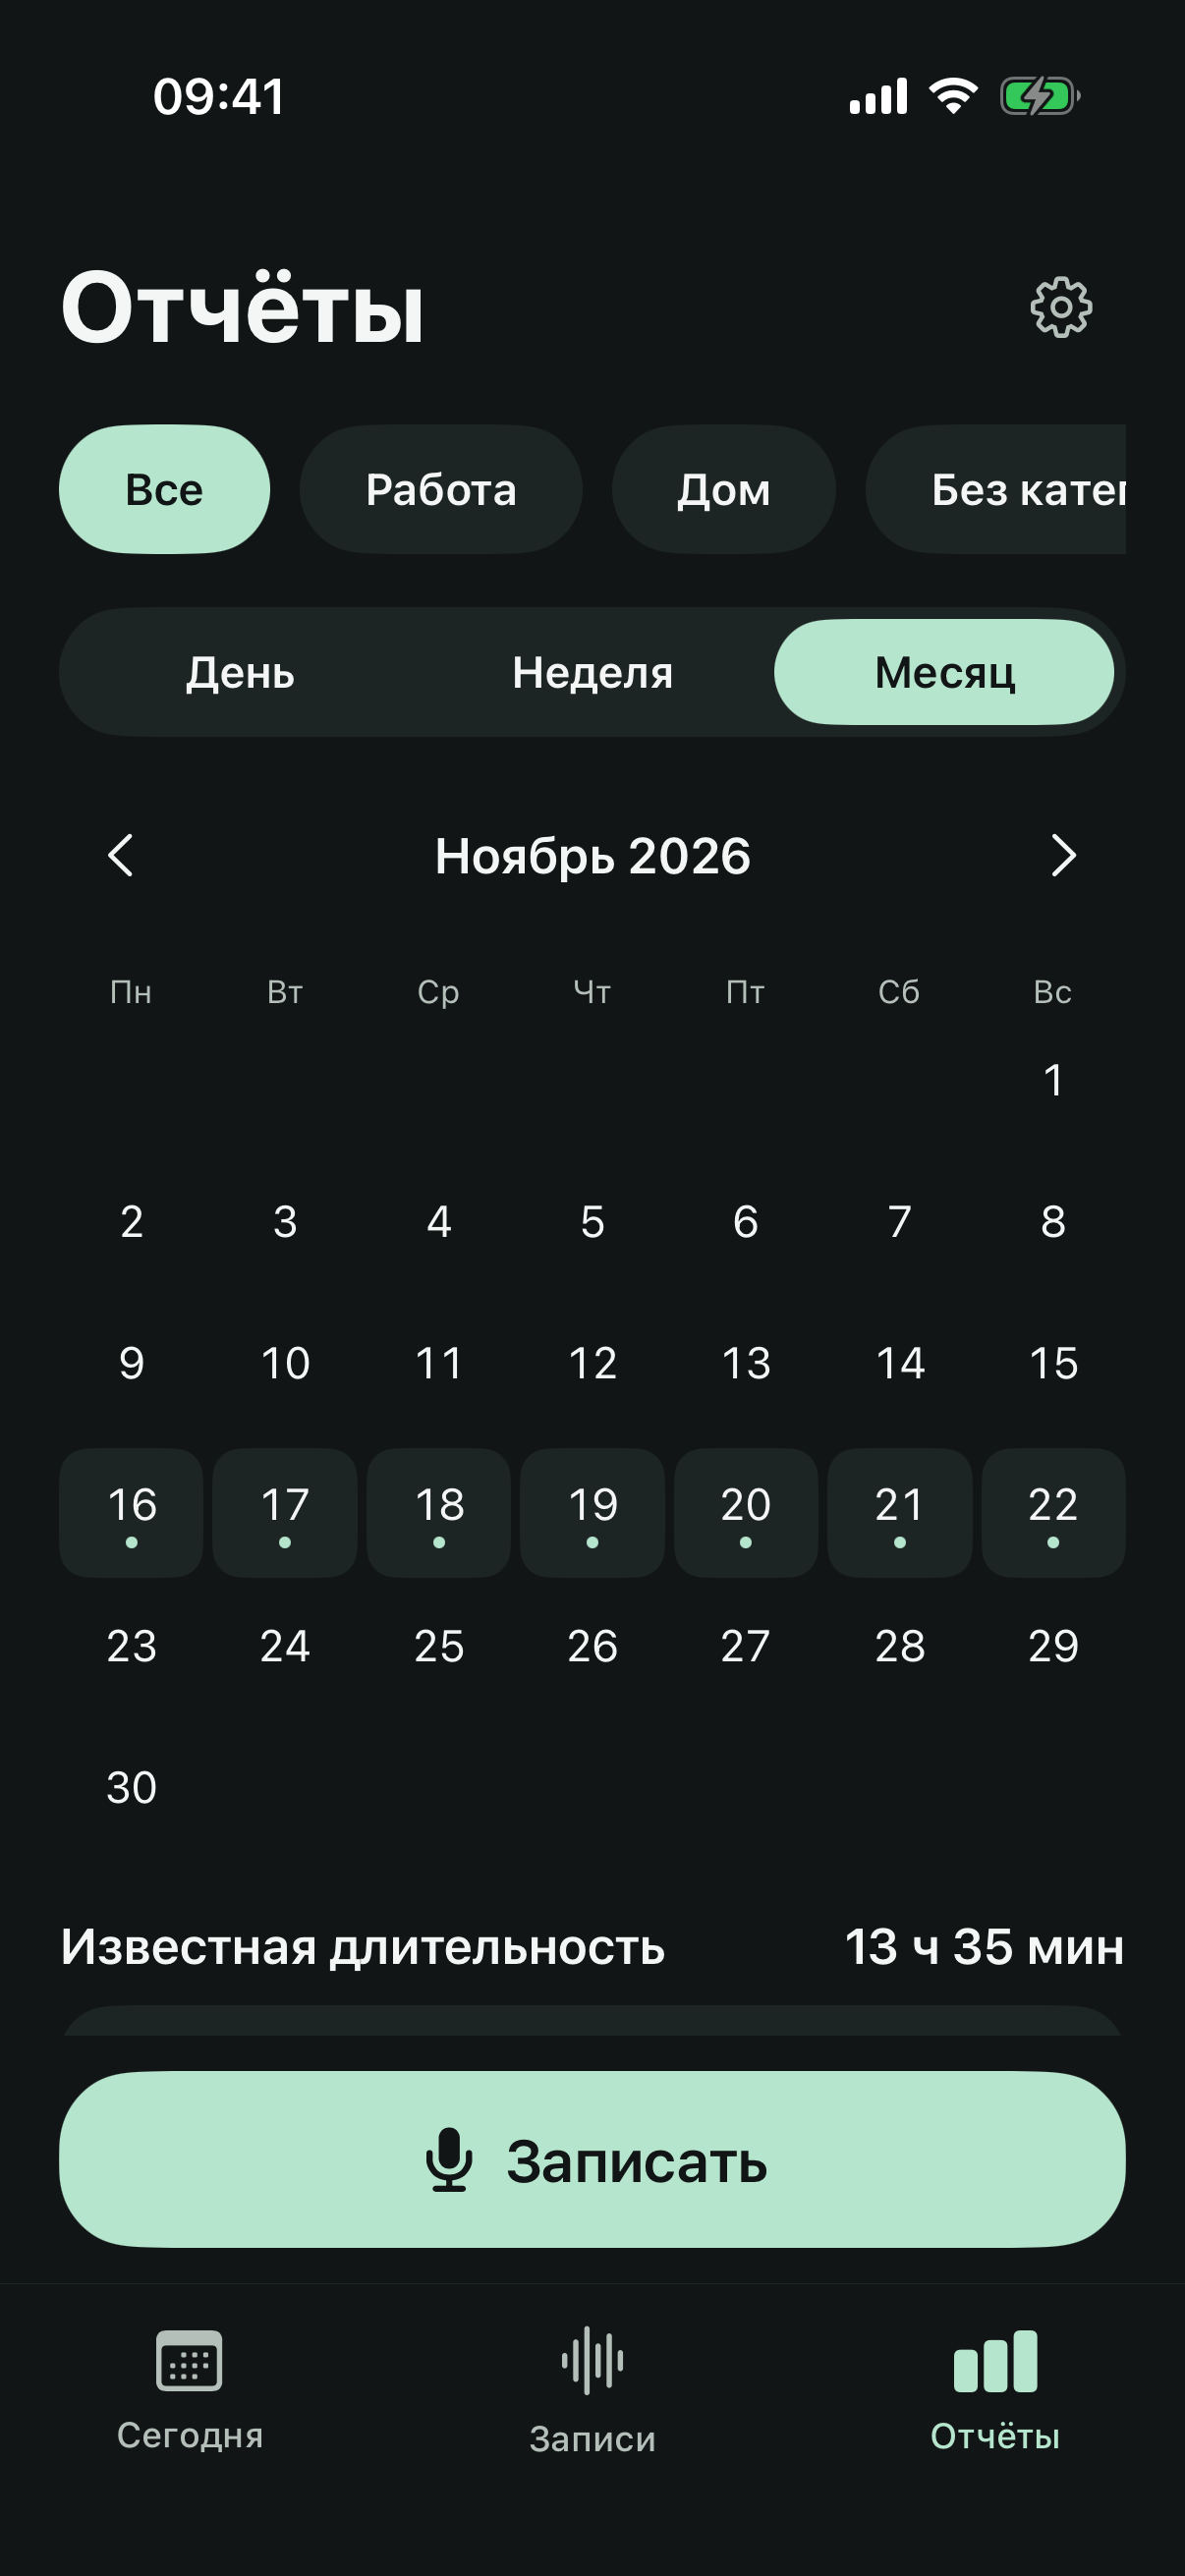 09:41
Отчёты
Все Работа Дом Без катег
День Неделя Месяц
Ноябрь 2026
Пн Вт Ср Чт Пт Сб Вс
1
2 3 4 5 6 7 8
9 10 11 12 13 14 15
16 17 18 19 20 21 22
23 24 25 26 27 28 29
30
Известная длительность 13 ч 35 мин
Записать
Сегодня Записи Отчёты